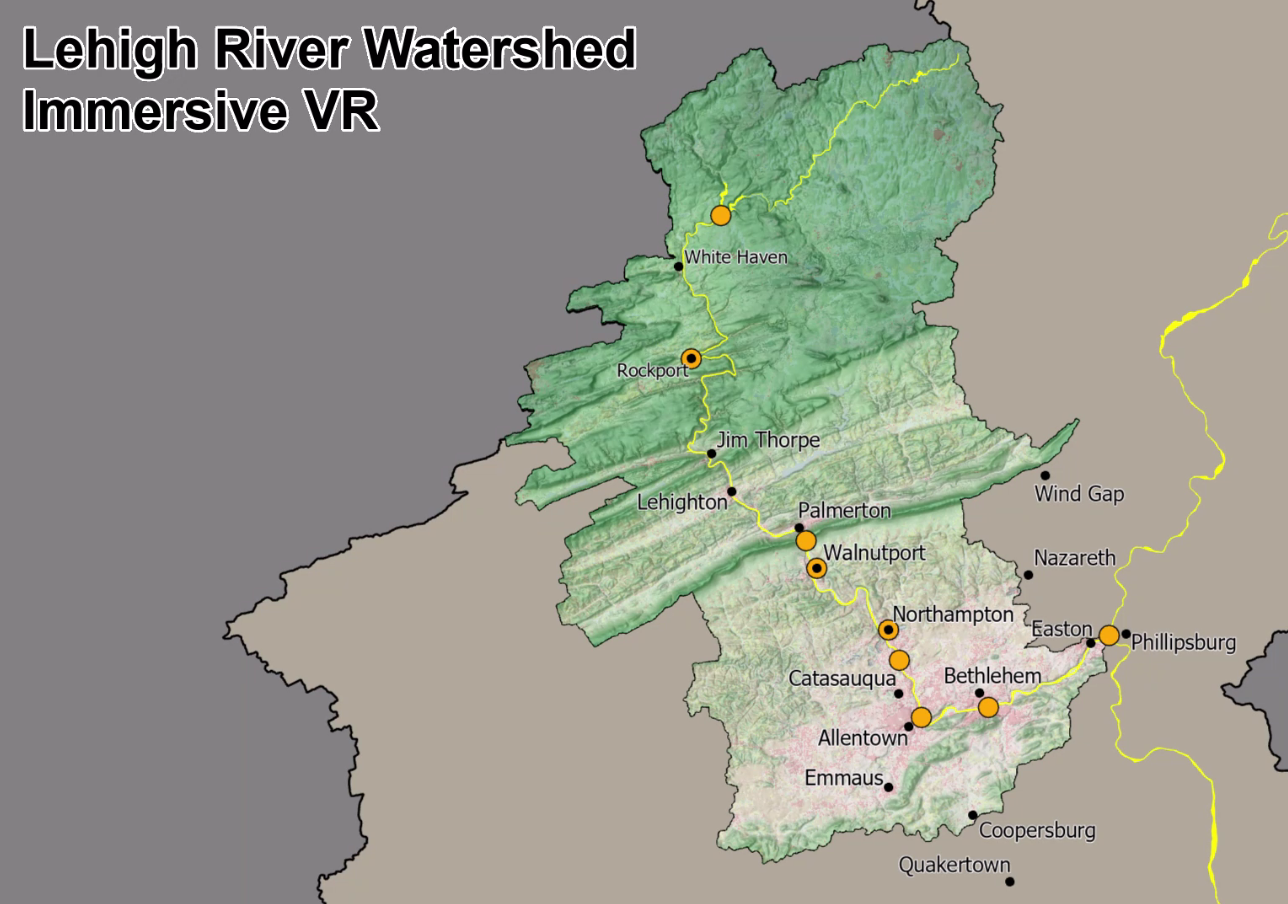 Lehigh River Watershed
Immersive VR
White Haven
Rockport
Jim Thorpe
Lehighton
Wind Gap
Palmerton
Walnutport
Nazareth
Northampton
Easton
Phillipsburg
Catasauqua
Bethlehem
Allentown
Emmaus
Coopersburg
Quakertown